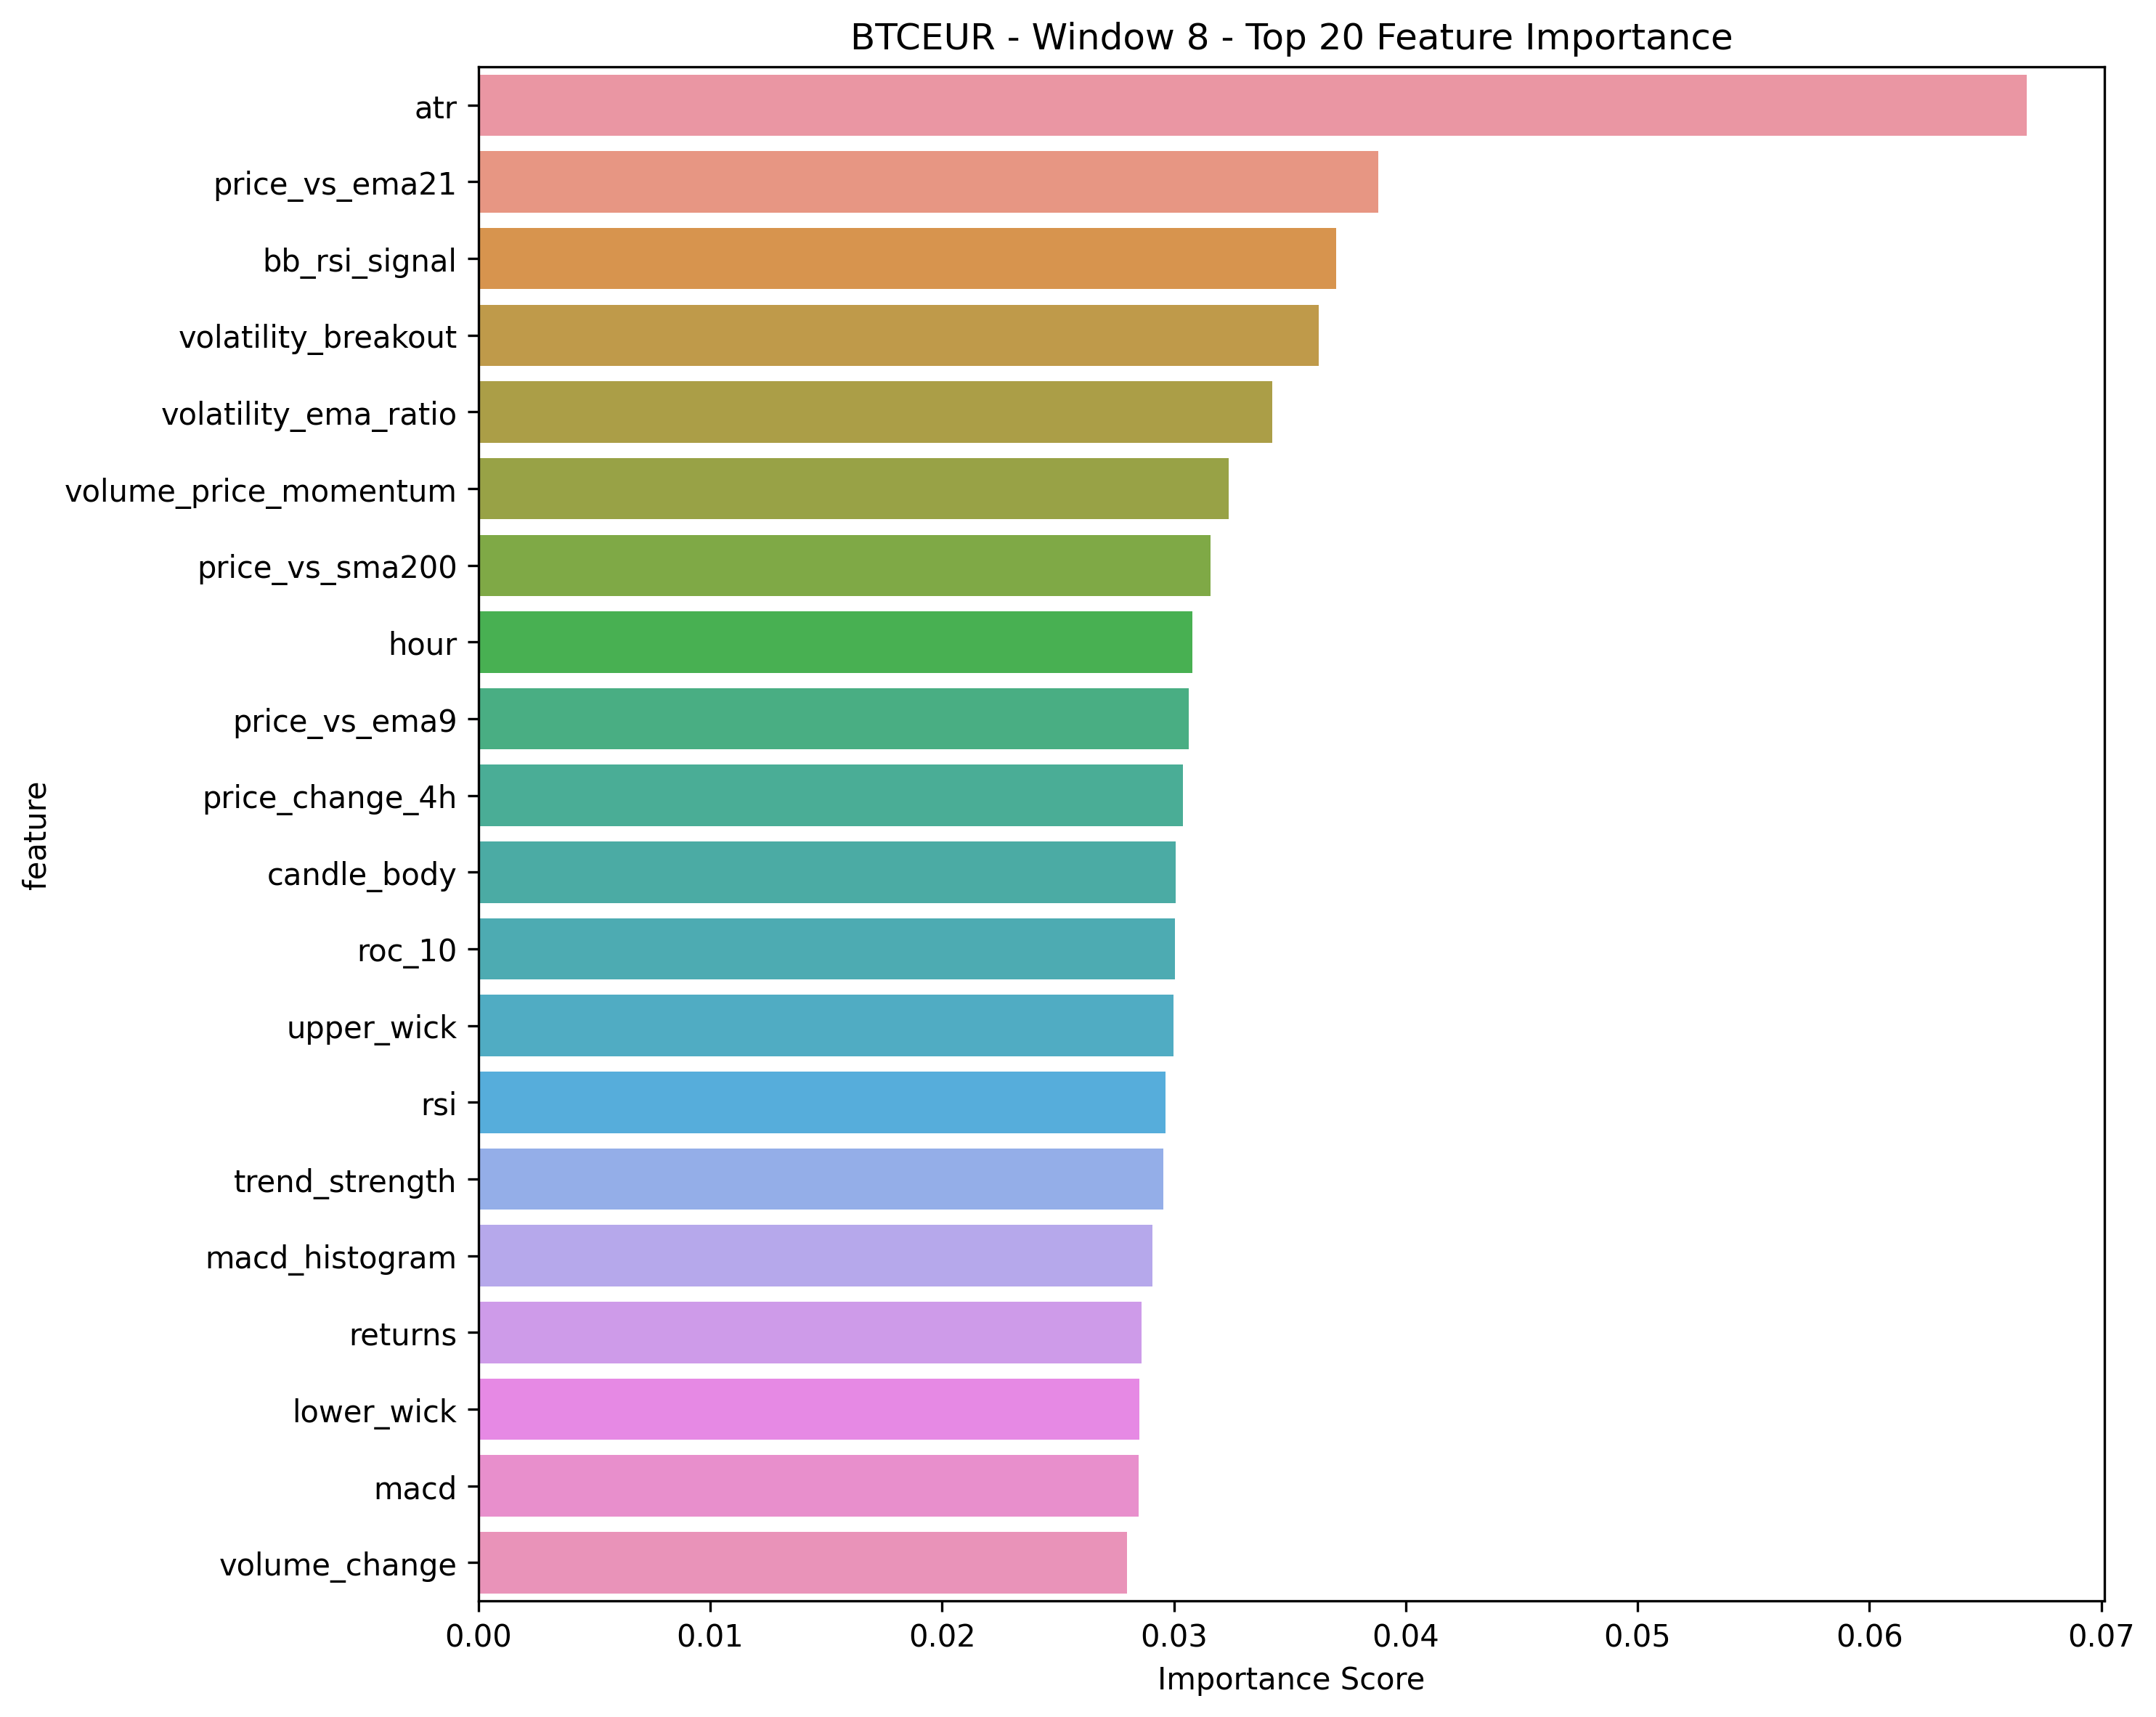 BTCEUR - Window 8 - Top 20 Feature Importance
atr
price_vs_ema21
bb_rsi_signal
volatility_breakout
volatility_ema_ratio
volume_price_momentum
price_vs_sma200
hour
price_vs_ema9
price_change_4h
candle_body
roc_10
upper_wick
rsi
trend_strength
macd_histogram
returns
lower_wick
macd
volume_change
feature
0.00 0.01 0.02 0.03 0.04 0.05 0.06 0.07
Importance Score